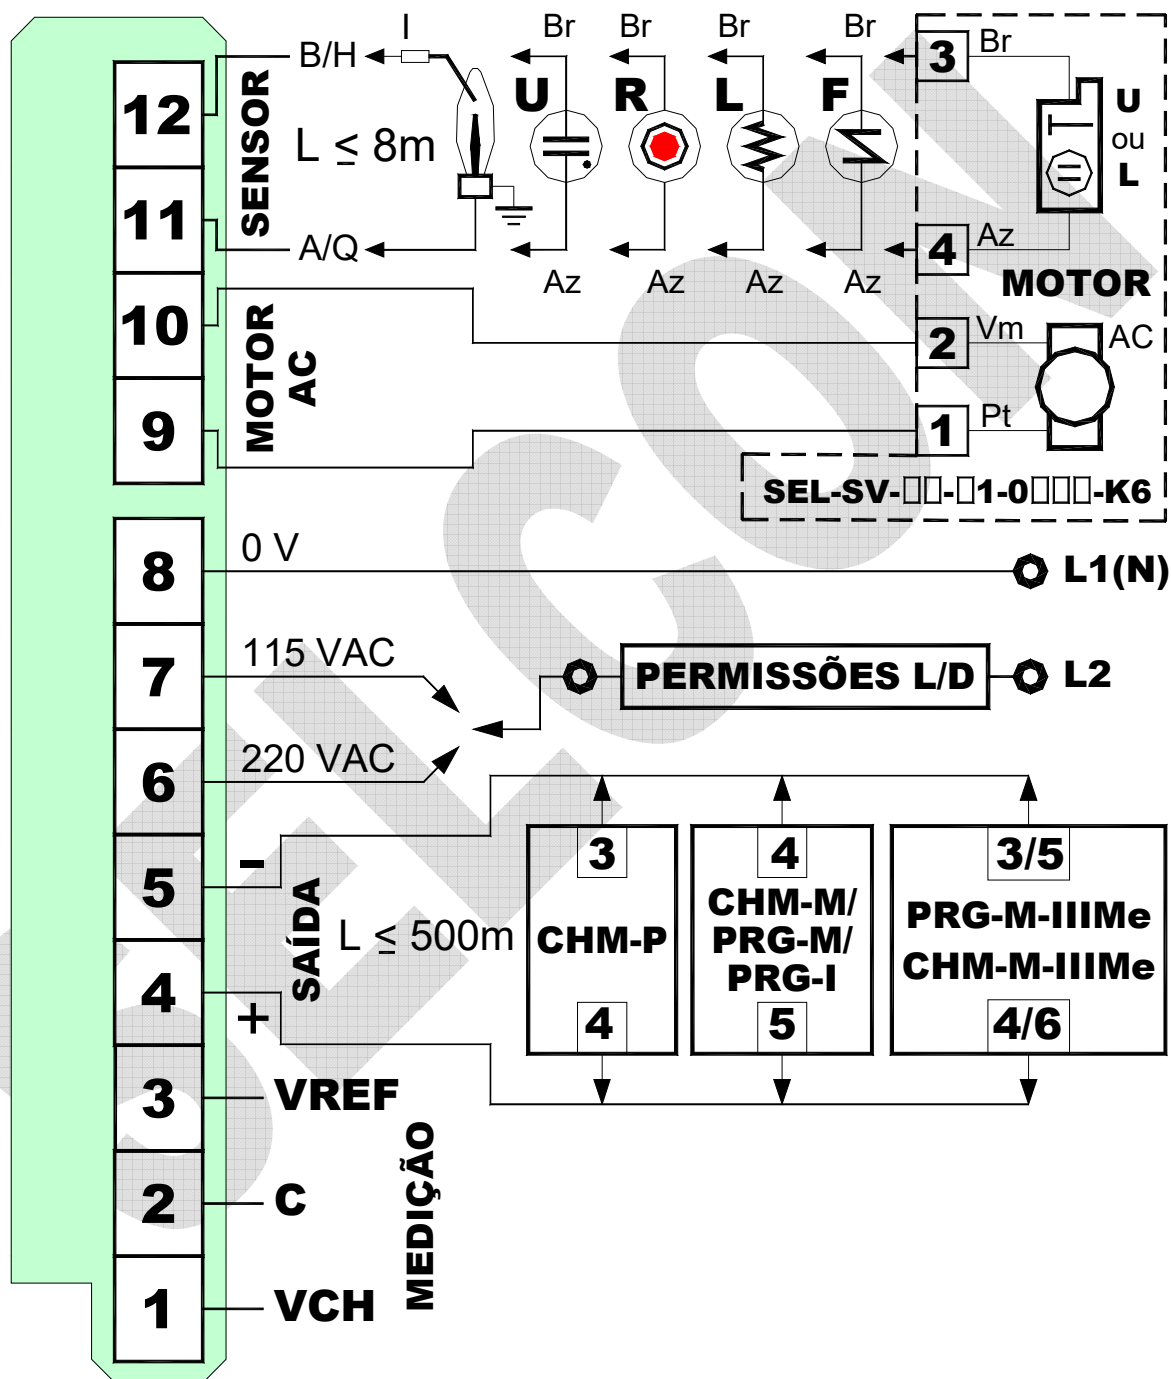 I
Br
Br
Br
Br
3
Br
12
B/H
U
R
L
F
U
ou
L
SENSOR
L ≤ 8m
11
A/Q
Az
Az
Az
Az
4
Az
MOTOR
10
MOTOR
AC
2
Vm
AC
9
1
Pt
SEL-SV-□□-□1-0□□□-K6
8
0 V
L1(N)
7
115 VAC
PERMISSÕES L/D
L2
6
220 VAC
5
-
SAÍDA
L ≤ 500m
3
CHM-P
4
4
CHM-M/
PRG-M/
PRG-I
5
3/5
PRG-M-IIIMe
CHM-M-IIIMe
4/6
4
+
3
VREF
MEDIÇÃO
2
C
1
VCH
SELCON